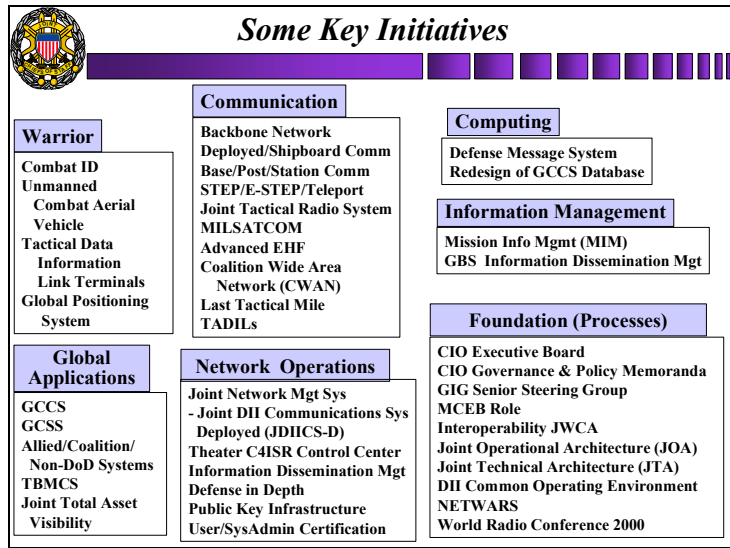 Some Key Initiatives
Warrior
Combat ID
Unmanned
Combat Aerial
Vehicle
Tactical Data
Information
Link Terminals
Global Positioning
System
Communication
Backbone Network
Deployed/Shipboard Comm
Base/Post/Station Comm
STEP/E-STEP/Teleport
Joint Tactical Radio System
MILSATCOM
Advanced EHF
Coalition Wide Area
Network (CWAN)
Last Tactical Mile
TADILs
Computing
Defense Message System
Redesign of GCCS Database
Information Management
Mission Info Mgmt (MIM)
GBS Information Dissemination Mgt
Global
Applications
GCCS
GCSS
Allied/Coalition/
Non-DoD Systems
TBMCS
Joint Total Asset
Visibility
Network Operations
Joint Network Mgt Sys
- Joint DII Communications Sys
Deployed (JDIICS-D)
Theater C4ISR Control Center
Information Dissemination Mgt
Defense in Depth
Public Key Infrastructure
User/SysAdmin Certification
Foundation (Processes)
CIO Executive Board
CIO Governance & Policy Memoranda
GIG Senior Steering Group
MCEB Role
Interoperability JWCA
Joint Operational Architecture (JOA)
Joint Technical Architecture (JTA)
DII Common Operating Environment
NETWARS
World Radio Conference 2000